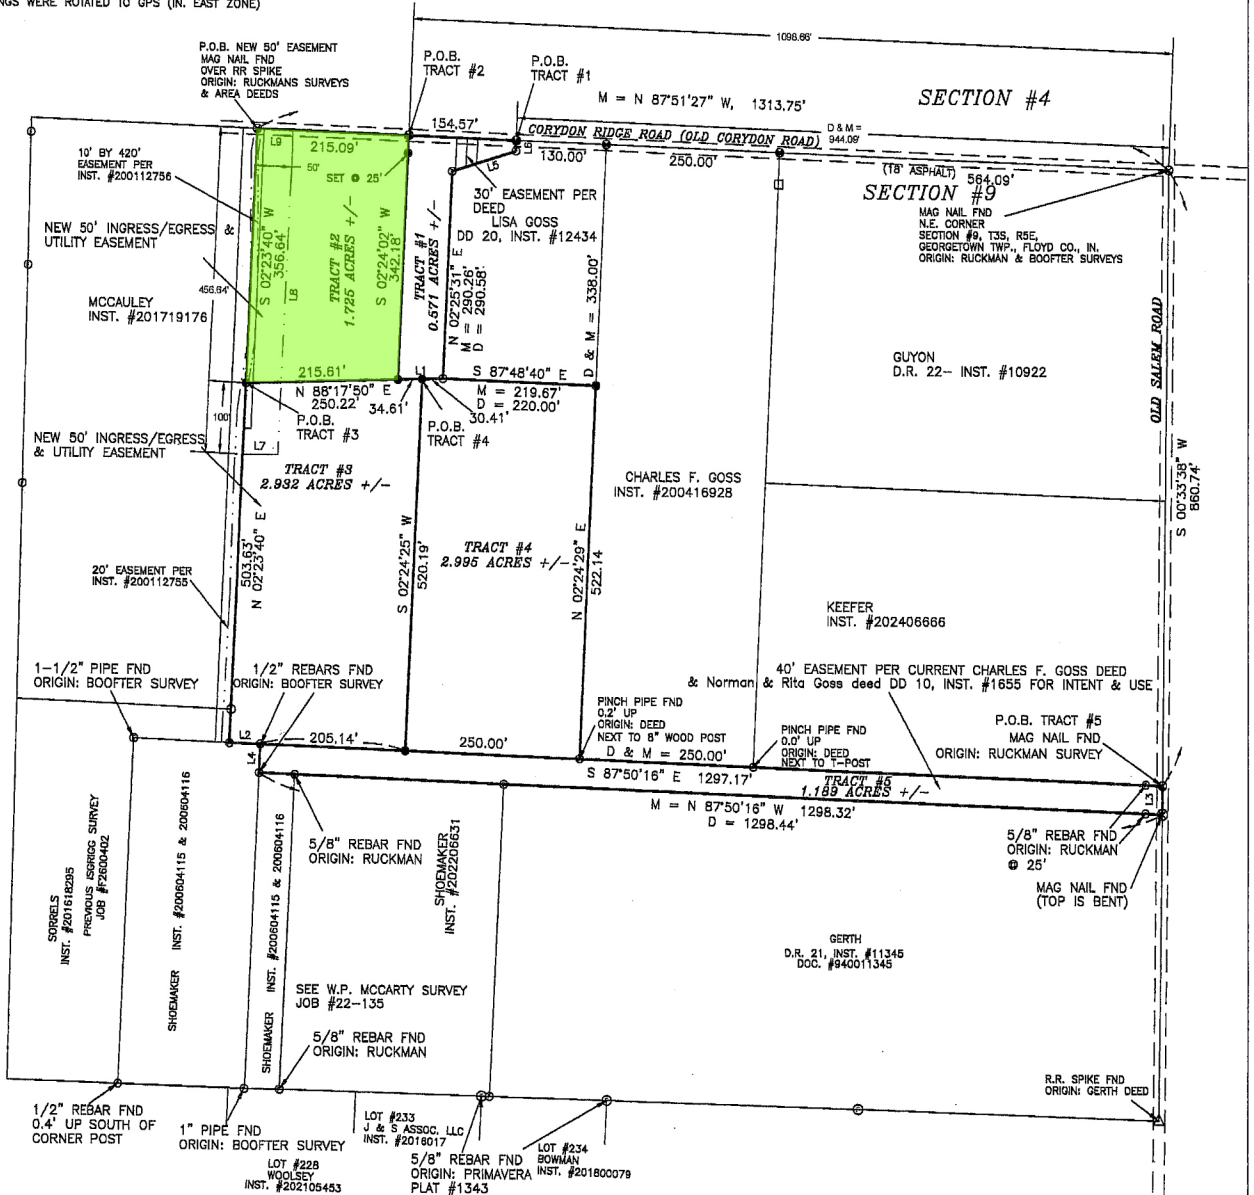 NGS WERE ROTATED TO GPS (IN. EAST ZONE)
1098.66'
P.O.B. NEW 50' EASEMENT
MAG NAIL FND
OVER RR SPIKE
ORIGIN: RUCKMANS SURVEYS
& AREA DEEDS
P.O.B.
TRACT #2
P.O.B.
TRACT #1
M = N 87°51'27" W, 1313.75'
SECTION #4
154.57'
CORYDON RIDGE ROAD (OLD CORYDON ROAD)
D & M =
944.09'
L9
215.09'
50'
SET @ 25'
L6
L5
130.00'
250.00'
(18' ASPHALT)
564.09'
SECTION #9
10' BY 420'
EASEMENT PER
INST. #200112756
30' EASEMENT PER
DEED
LISA GOSS
DD 20, INST. #12434
MAG NAIL FND
N.E. CORNER
SECTION #9, T3S, R5E,
GEORGETOWN TWP., FLOYD CO., IN.
ORIGIN: RUCKMAN & BOOFTER SURVEYS
NEW 50' INGRESS/EGRESS &
UTILITY EASEMENT
S 02°23'40" W
356.64'
L8
TRACT #2
1.725 ACRES +/-
S 02°24'02" W
342.18'
TRACT #1
0.571 ACRES +/-
N 02°25'31" E
M = 290.26'
D = 290.58'
D & M = 338.00'
456.64'
MCCAULEY
INST. #201719176
GUYON
D.R. 22- INST. #10922
OLD SALEM ROAD
S 00°33'38" W
860.74'
215.61'
L1
S 87°48'40" E
N 88°17'50" E
250.22'
34.61'
M = 219.67'
D = 220.00'
30.41'
100'
P.O.B.
TRACT #3
P.O.B.
TRACT #4
NEW 50' INGRESS/EGRESS
& UTILITY EASEMENT
L7
TRACT #3
2.932 ACRES +/-
CHARLES F. GOSS
INST. #200416928
503.63'
N 02°23'40" E
S 02°24'25" W
520.19'
TRACT #4
2.995 ACRES +/-
N 02°24'29" E
522.14
20' EASEMENT PER
INST. #200112755
KEEFER
INST. #202406666
1-1/2" PIPE FND
ORIGIN: BOOFTER SURVEY
1/2" REBARS FND
ORIGIN: BOOFTER SURVEY
40' EASEMENT PER CURRENT CHARLES F. GOSS DEED
& Norman & Rita Goss deed DD 10, INST. #1655 FOR INTENT & USE
PINCH PIPE FND
0.2' UP
ORIGIN: DEED
NEXT TO 8" WOOD POST
D & M = 250.00'
PINCH PIPE FND
0.0' UP
ORIGIN: DEED
NEXT TO T-POST
P.O.B. TRACT #5
MAG NAIL FND
ORIGIN: RUCKMAN SURVEY
L2
205.14'
250.00'
L4
S 87°50'16" E 1297.17'
TRACT #5
1.189 ACRES +/-
L3
M = N 87°50'16" W 1298.32'
D = 1298.44'
5/8" REBAR FND
ORIGIN: RUCKMAN
5/8" REBAR FND
ORIGIN: RUCKMAN
@ 25'
MAG NAIL FND
(TOP IS BENT)
SORRELS
INST. #201618295
PREVIOUS ISGRIGG SURVEY
JOB #F2600402
SHOEMAKER INST. #200604115 & 200604116
SHOEMAKER INST. #200604115 & 200604116
SHOEMAKER
INST. #202206631
GERTH
D.R. 21, INST. #11345
DOC. #940011345
SEE W.P. MCCARTY SURVEY
JOB #22-135
5/8" REBAR FND
ORIGIN: RUCKMAN
R.R. SPIKE FND
ORIGIN: GERTH DEED
1/2" REBAR FND
0.4' UP SOUTH OF
CORNER POST
1" PIPE FND
ORIGIN: BOOFTER SURVEY
LOT #228
WOOLSEY
INST. #202105453
LOT #233
J & S ASSOC. LLC
INST. #2016017
5/8" REBAR FND
ORIGIN: PRIMAVERA
PLAT #1343
LOT #234
BOWMAN
INST. #201800079